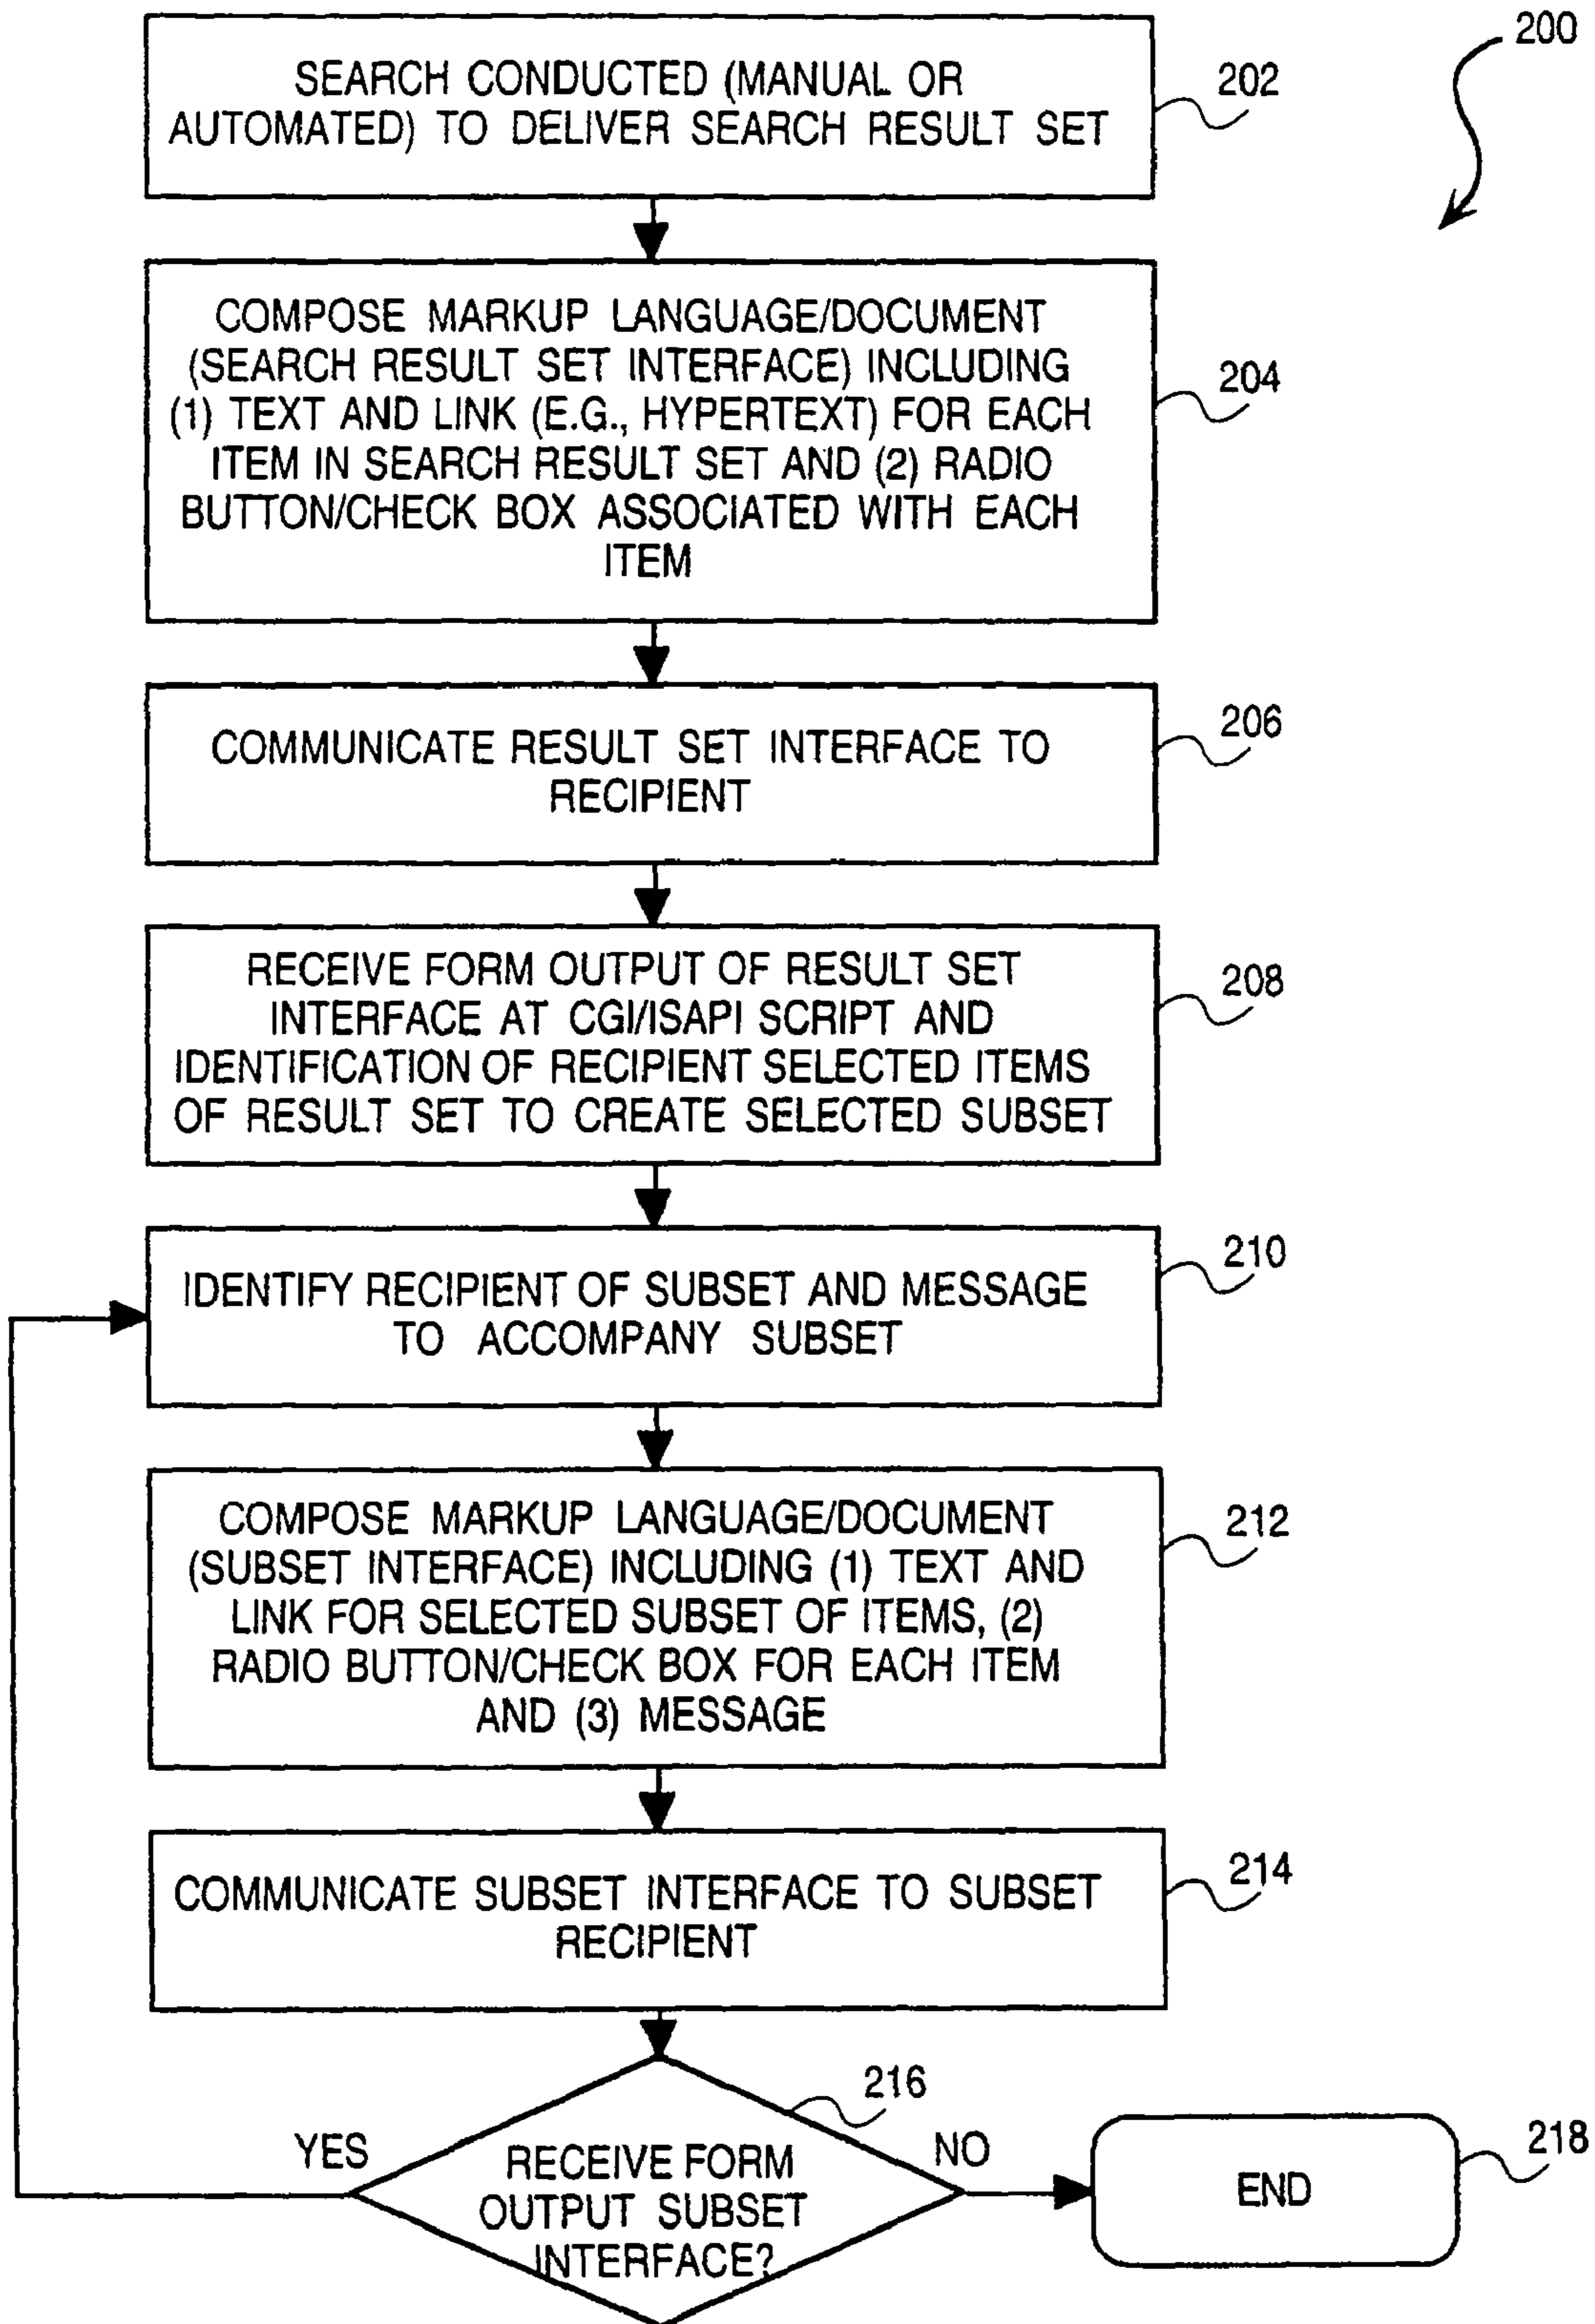 200
SEARCH CONDUCTED (MANUAL OR
AUTOMATED) TO DELIVER SEARCH RESULT SET
202
COMPOSE MARKUP LANGUAGE/DOCUMENT
(SEARCH RESULT SET INTERFACE) INCLUDING
(1) TEXT AND LINK (E.G., HYPERTEXT) FOR EACH
ITEM IN SEARCH RESULT SET AND (2) RADIO
BUTTON/CHECK BOX ASSOCIATED WITH EACH
ITEM
204
COMMUNICATE RESULT SET INTERFACE TO
RECIPIENT
206
RECEIVE FORM OUTPUT OF RESULT SET
INTERFACE AT CGI/ISAPI SCRIPT AND
IDENTIFICATION OF RECIPIENT SELECTED ITEMS
OF RESULT SET TO CREATE SELECTED SUBSET
208
IDENTIFY RECIPIENT OF SUBSET AND MESSAGE
TO ACCOMPANY SUBSET
210
COMPOSE MARKUP LANGUAGE/DOCUMENT
(SUBSET INTERFACE) INCLUDING (1) TEXT AND
LINK FOR SELECTED SUBSET OF ITEMS, (2)
RADIO BUTTON/CHECK BOX FOR EACH ITEM
AND (3) MESSAGE
212
COMMUNICATE SUBSET INTERFACE TO SUBSET
RECIPIENT
214
216
YES
RECEIVE FORM
OUTPUT SUBSET
INTERFACE?
NO
END
218